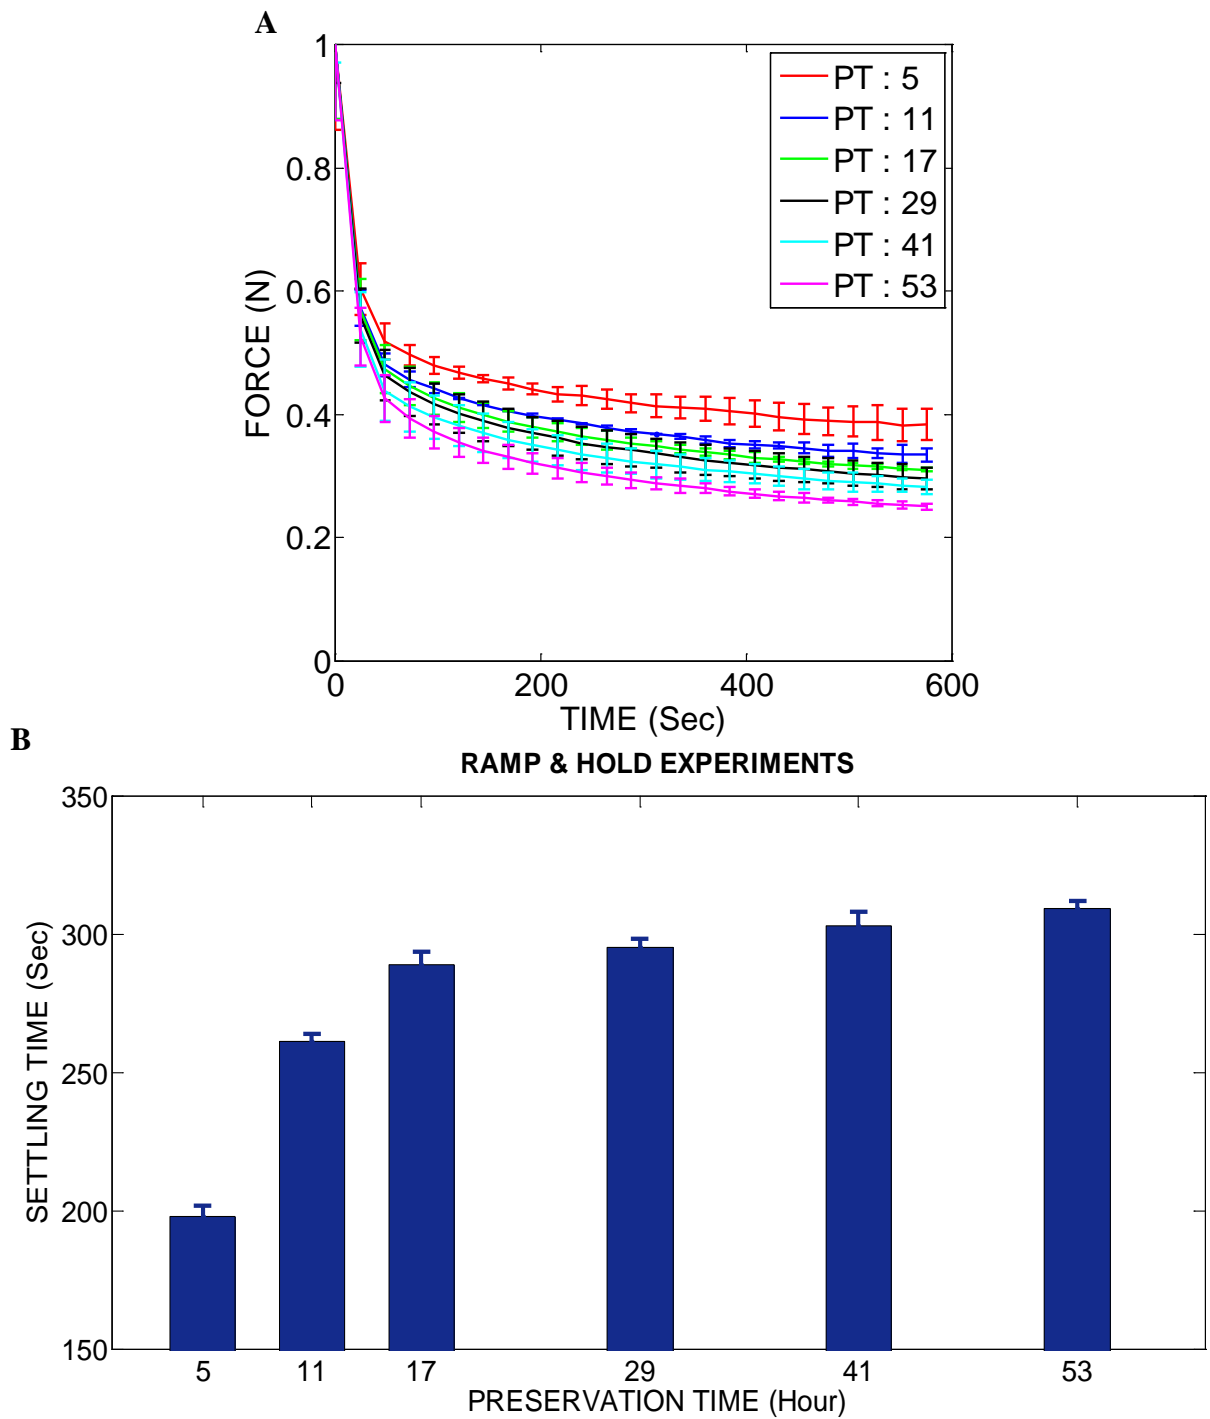 A
1
0.8
0.6
0.4
0.2
0
FORCE (N)
0 200 400 600
TIME (Sec)
PT : 5
PT : 11
PT : 17
PT : 29
PT : 41
PT : 53
B
RAMP & HOLD EXPERIMENTS
350
300
250
200
150
SETTLING TIME (Sec)
5 11 17 29 41 53
PRESERVATION TIME (Hour)